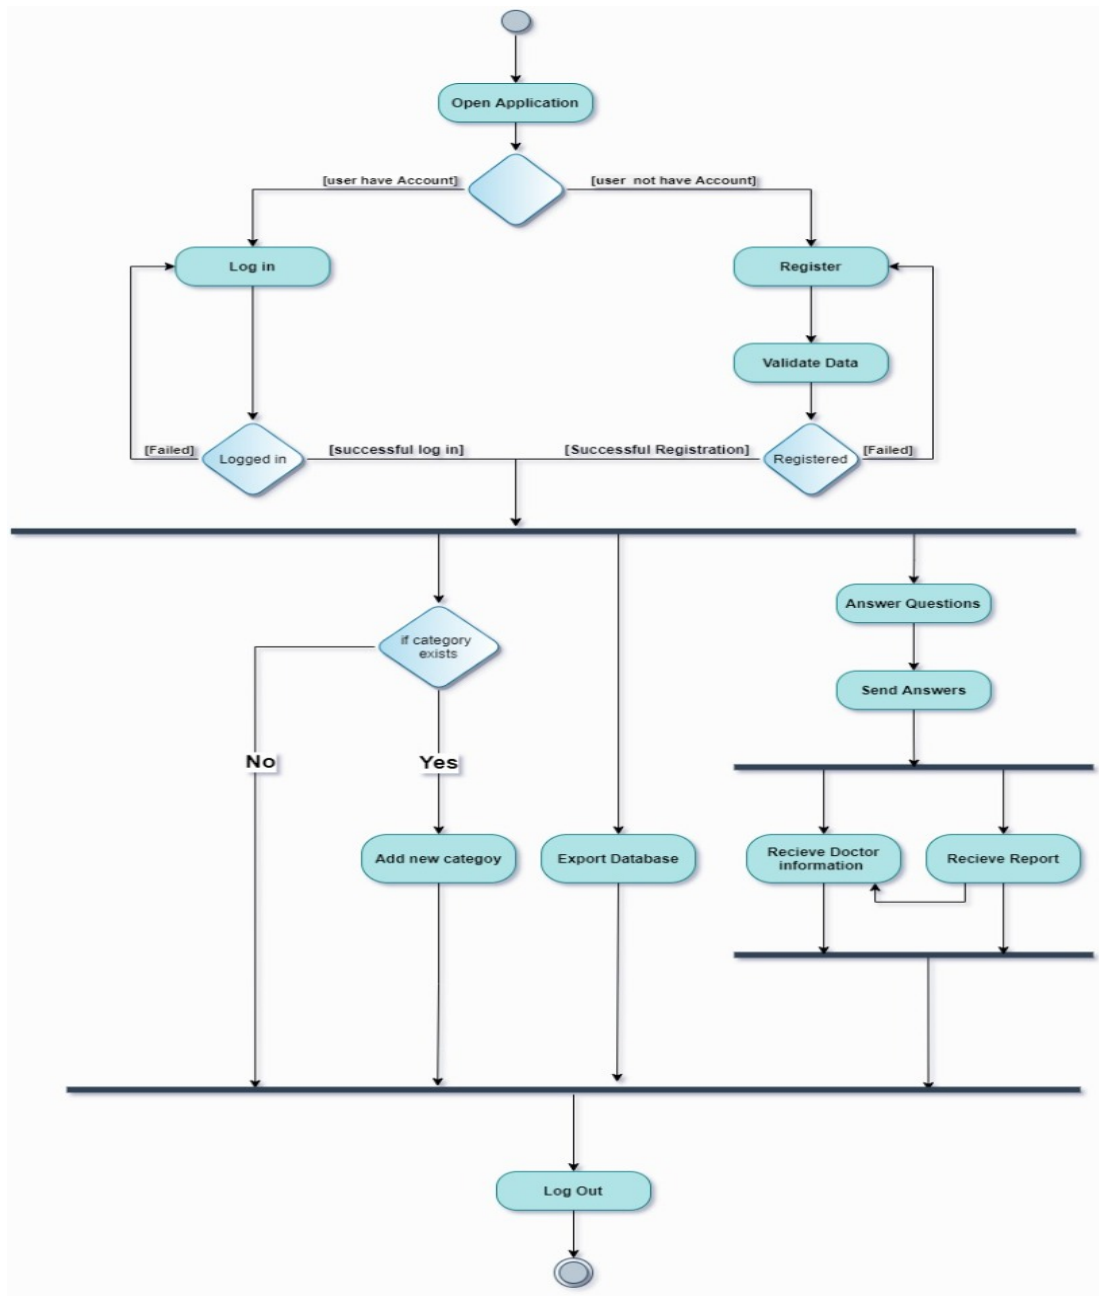 Open Application
[user have Account]
[user  not have Account]
Log in
Register
Validate Data
[Failed]
Logged in
[successful log in]
[Successful Registration]
Registered
[Failed]
if category
exists
Answer Questions
Send Answers
No
Yes
Add new categoy
Export Database
Recieve Doctor
information
Recieve Report
Log Out